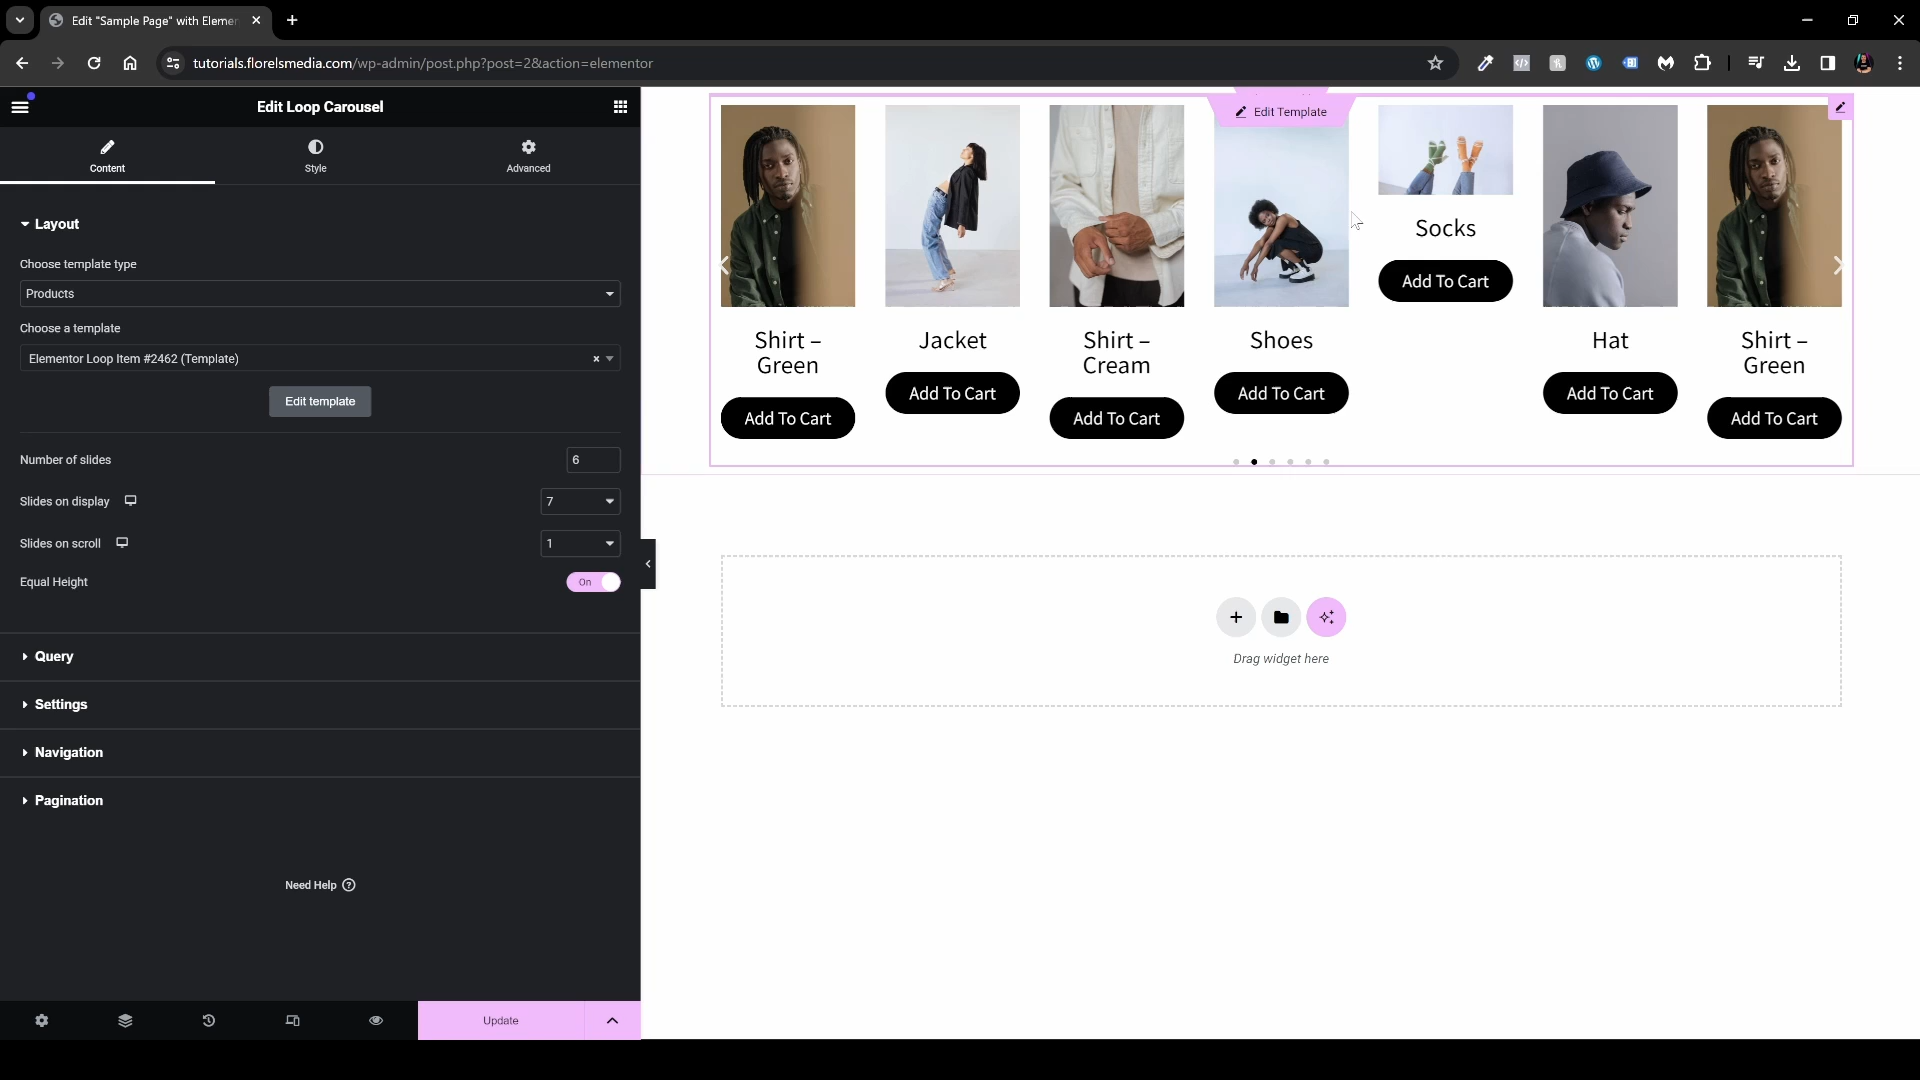 Edit "Sample Page" with Elemen
tutorials.florelsmedia.com/wp-admin/post.php?post=2&action=elementor
Edit Loop Carousel
Content
Style
Advanced
Layout
Choose template type
Products
Choose a template
Elementor Loop Item #2462 (Template)
Edit template
Number of slides
6
Slides on display
7
Slides on scroll
1
Equal Height
On
Query
Settings
Navigation
Pagination
Need Help
Update
Edit Template
Shirt –
Green
Add To Cart
Jacket
Add To Cart
Shirt –
Cream
Add To Cart
Shoes
Add To Cart
Socks
Add To Cart
Hat
Add To Cart
Shirt –
Green
Add To Cart
Drag widget here